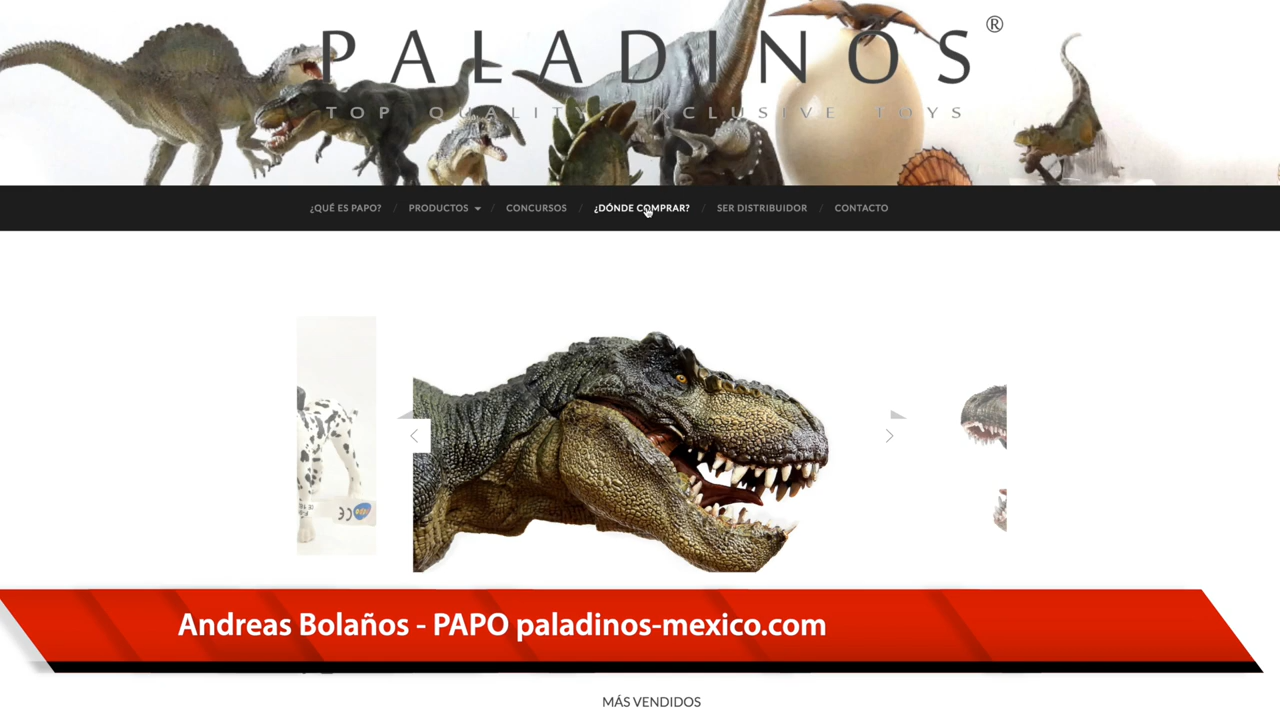 PALADINOS®
TOP QUALITY EXCLUSIVE TOYS
¿QUÉ ES PAPO? / PRODUCTOS / CONCURSOS / ¿DÓNDE COMPRAR? / SER DISTRIBUIDOR / CONTACTO
CE
Andreas Bolaños - PAPO paladinos-mexico.com
MÁS VENDIDOS